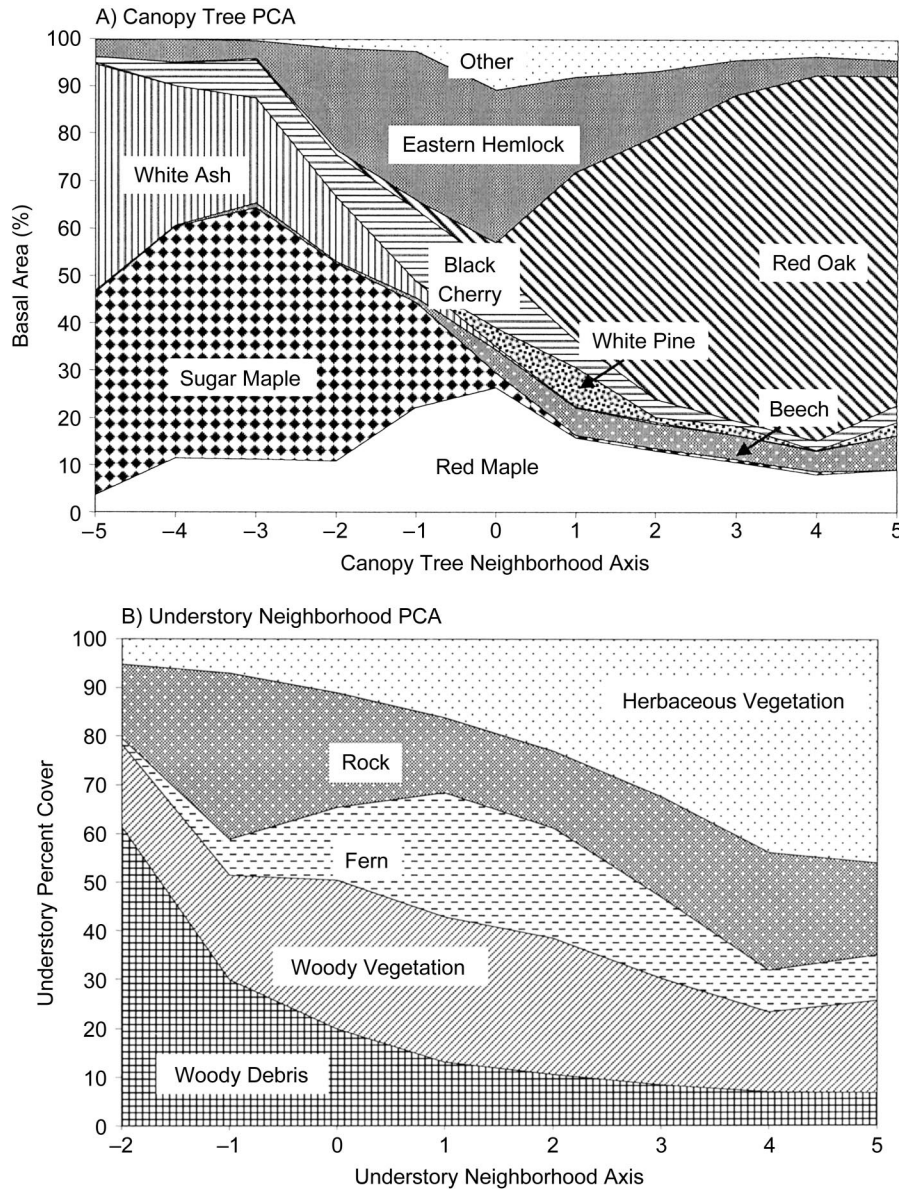 A) Canopy Tree PCA
100
90
80
70
60
50
40
30
20
10
0
Basal Area (%)
Other
Eastern Hemlock
White Ash
Black
Cherry
Red Oak
White Pine
Sugar Maple
Beech
Red Maple
–5 –4 –3 –2 –1 0 1 2 3 4 5
Canopy Tree Neighborhood Axis
B) Understory Neighborhood PCA
100
90
80
70
60
50
40
30
20
10
0
Understory Percent Cover
Herbaceous Vegetation
Rock
Fern
Woody Vegetation
Woody Debris
–2 –1 0 1 2 3 4 5
Understory Neighborhood Axis